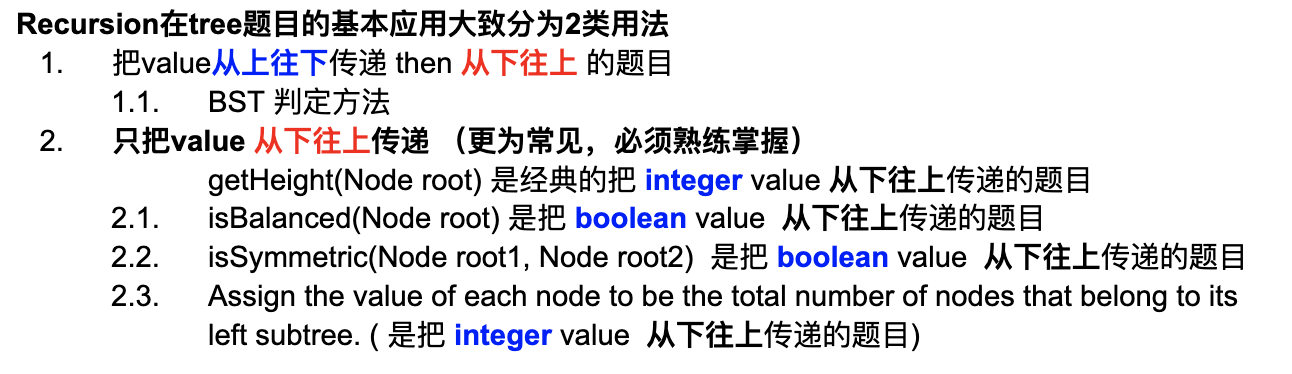 Recursion在tree题目的基本应用大致分为2类用法
1. 把value从上往下传递 then 从下往上 的题目
1.1. BST 判定方法
2. 只把value 从下往上传递 （更为常见，必须熟练掌握）
getHeight(Node root) 是经典的把 integer value 从下往上传递的题目
2.1. isBalanced(Node root) 是把 boolean value 从下往上传递的题目
2.2. isSymmetric(Node root1, Node root2) 是把 boolean value 从下往上传递的题目
2.3. Assign the value of each node to be the total number of nodes that belong to its
left subtree. ( 是把 integer value 从下往上传递的题目)